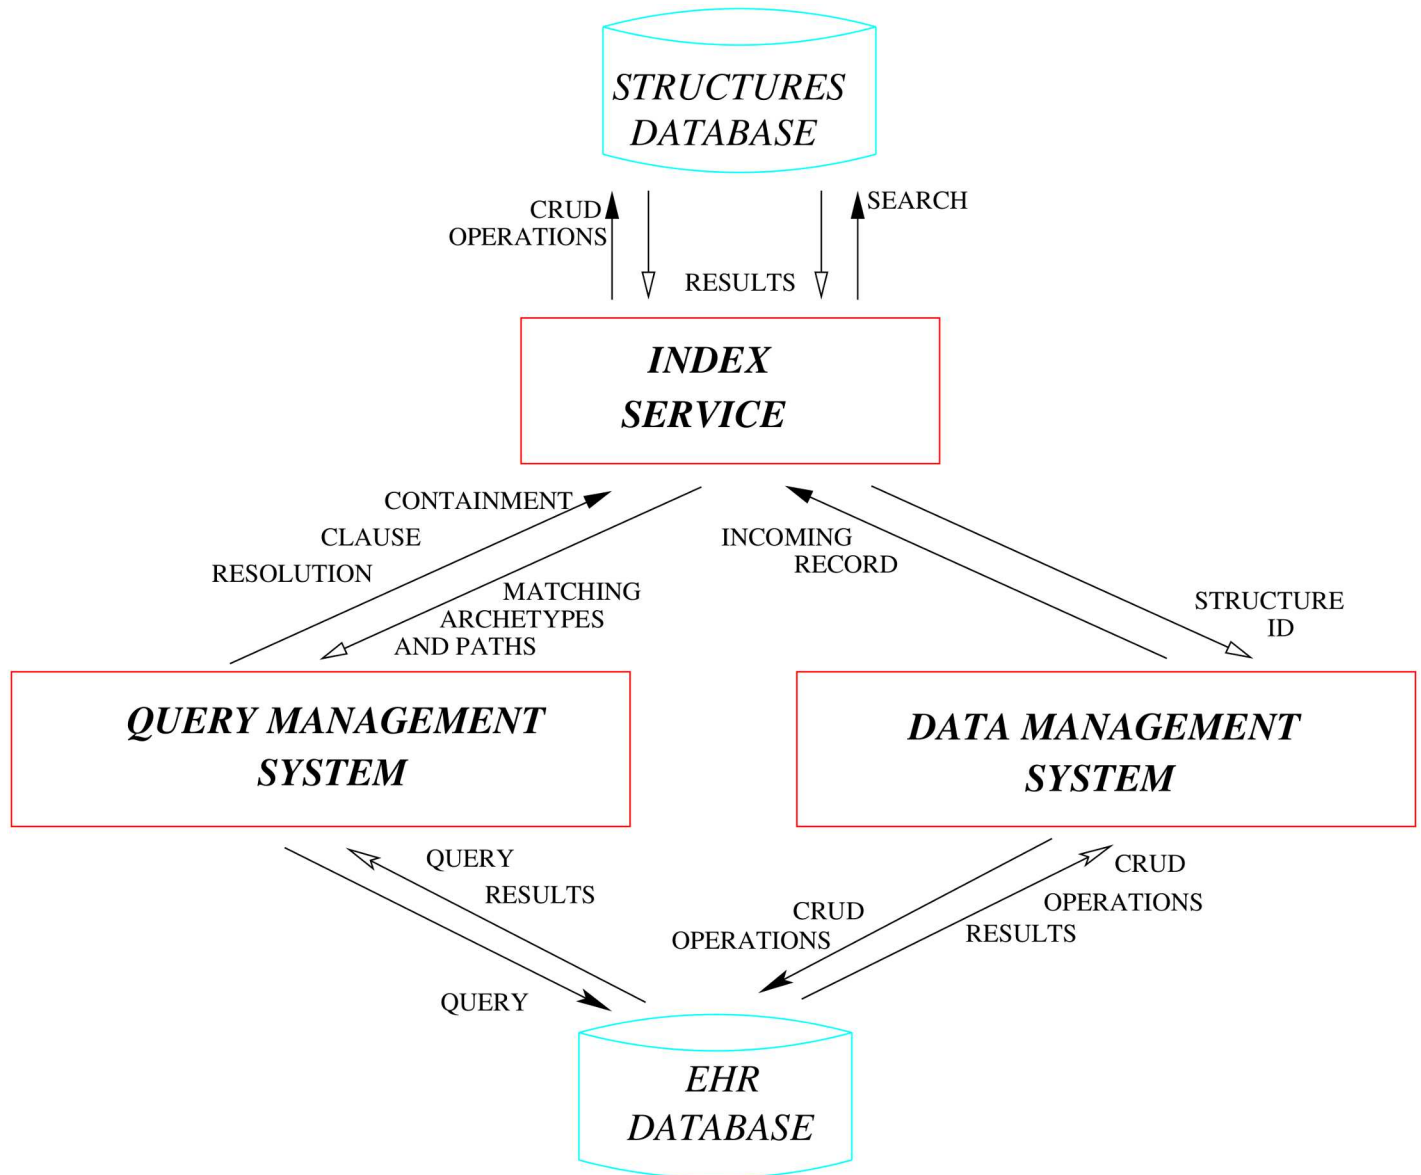 STRUCTURES
DATABASE
CRUD
OPERATIONS
SEARCH
RESULTS
INDEX
SERVICE
CONTAINMENT
CLAUSE
RESOLUTION
MATCHING
ARCHETYPES
AND PATHS
INCOMING
RECORD
STRUCTURE
ID
QUERY MANAGEMENT
SYSTEM
DATA MANAGEMENT
SYSTEM
QUERY
RESULTS
QUERY
CRUD
OPERATIONS
CRUD
OPERATIONS
RESULTS
EHR
DATABASE